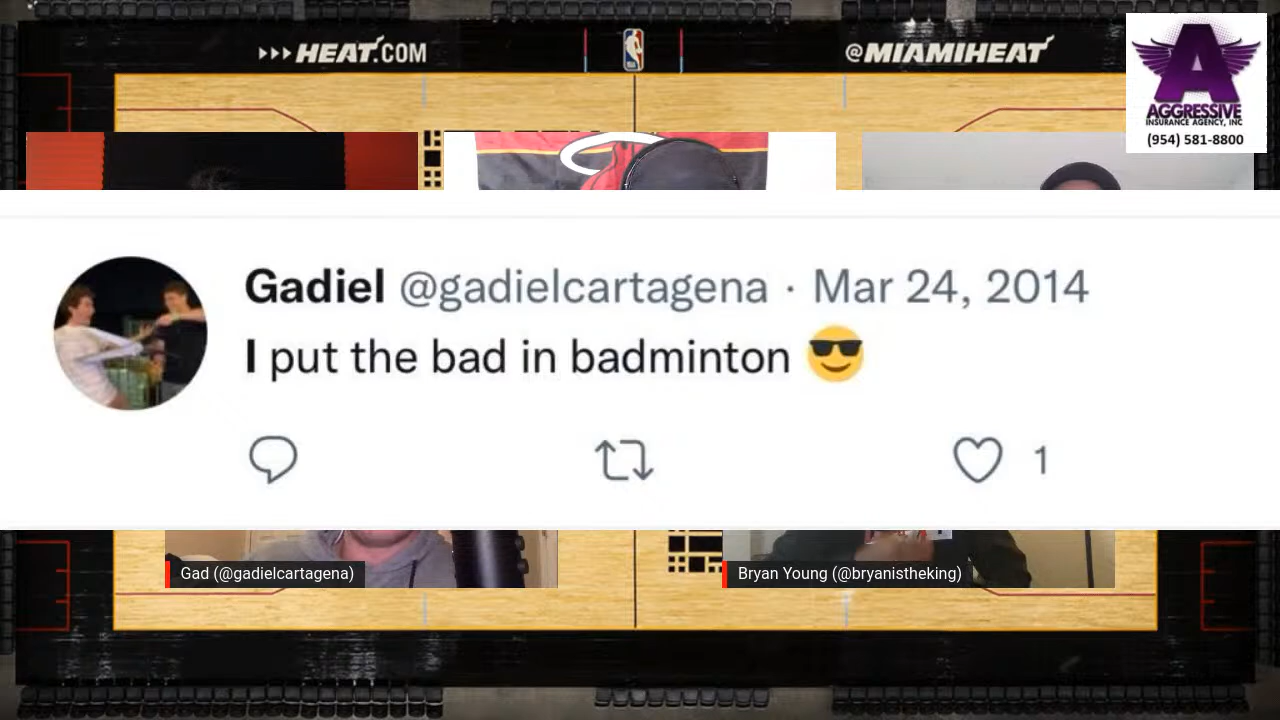 HEAT.COM
@MIAMIHEAT
A
AGGRESSIVE
INSURANCE AGENCY, INC
(954) 581-8800
Gadiel @gadielcartagena · Mar 24, 2014
I put the bad in badminton 😎
1
Gad (@gadielcartagena)
Bryan Young (@bryanistheking)